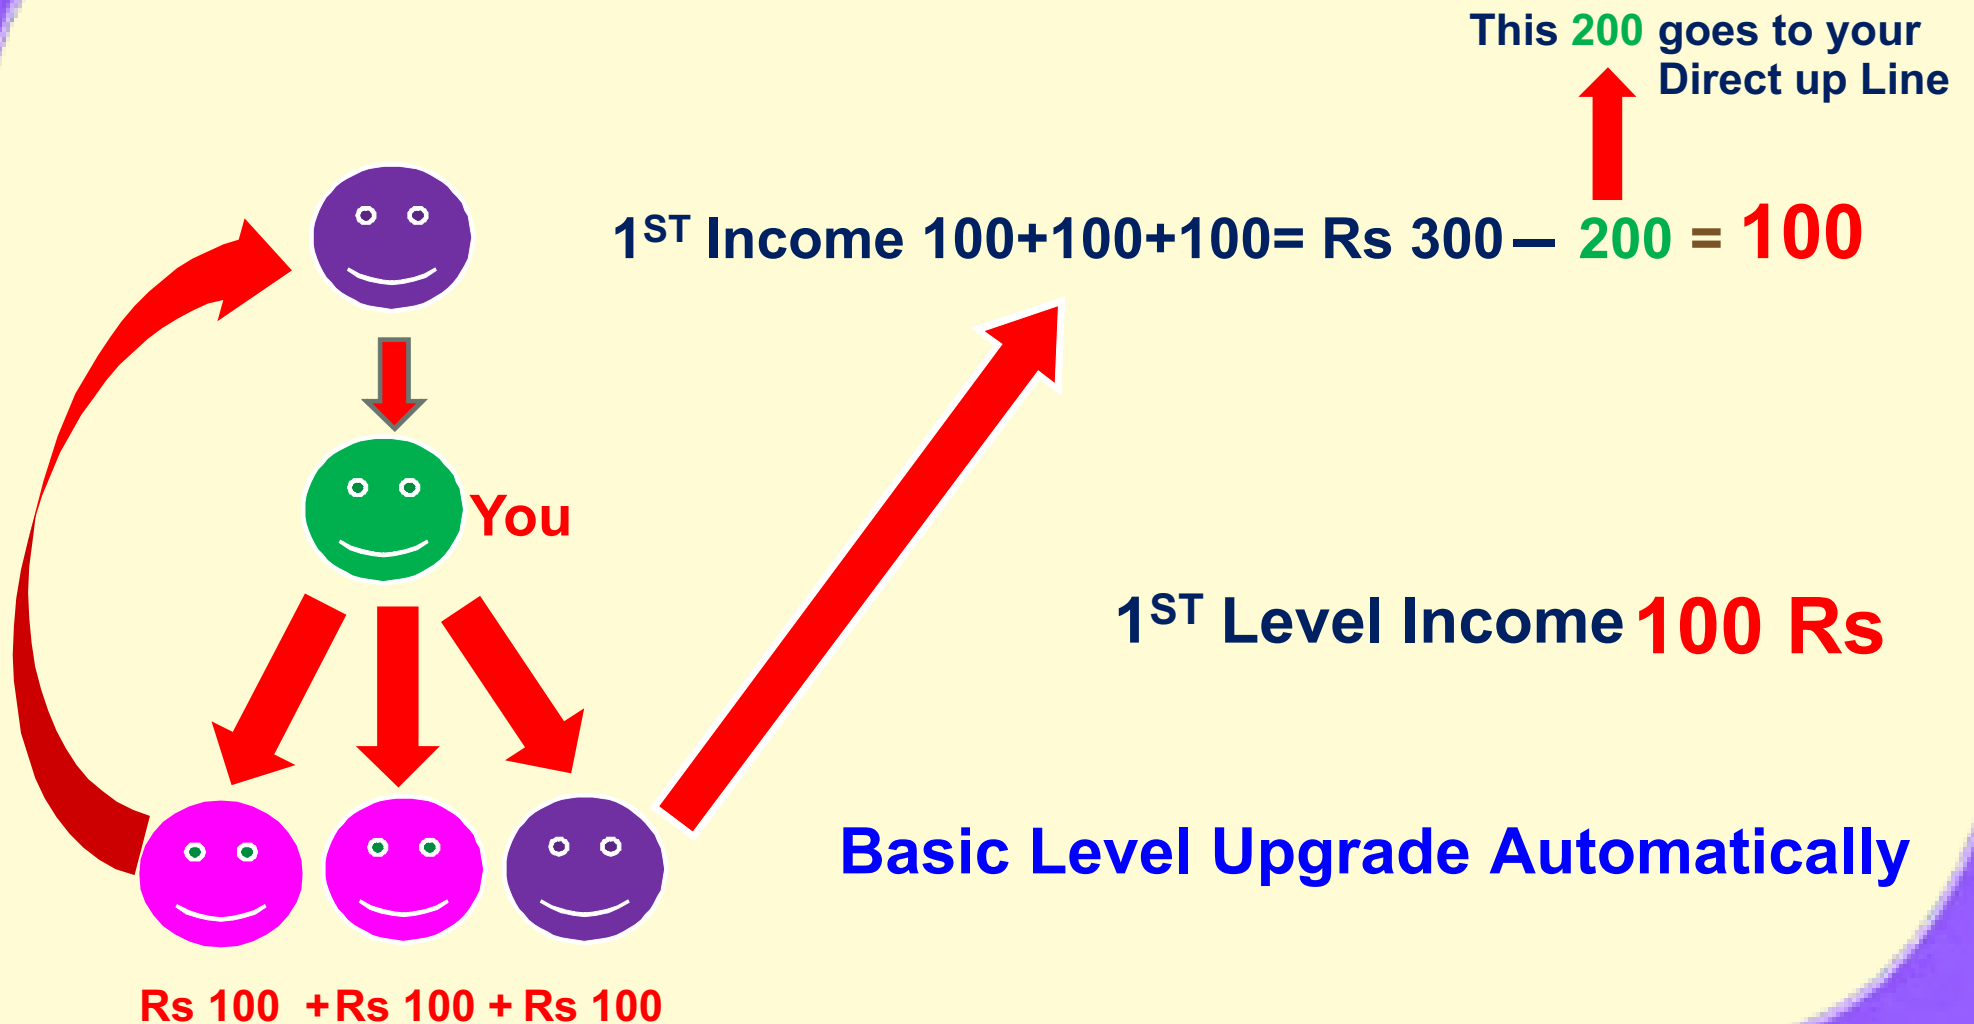 This 200 goes to your
Direct up Line
1ST Income 100+100+100= Rs 300 – 200 = 100
You
1ST Level Income 100 Rs
Basic Level Upgrade Automatically
Rs 100 + Rs 100 + Rs 100